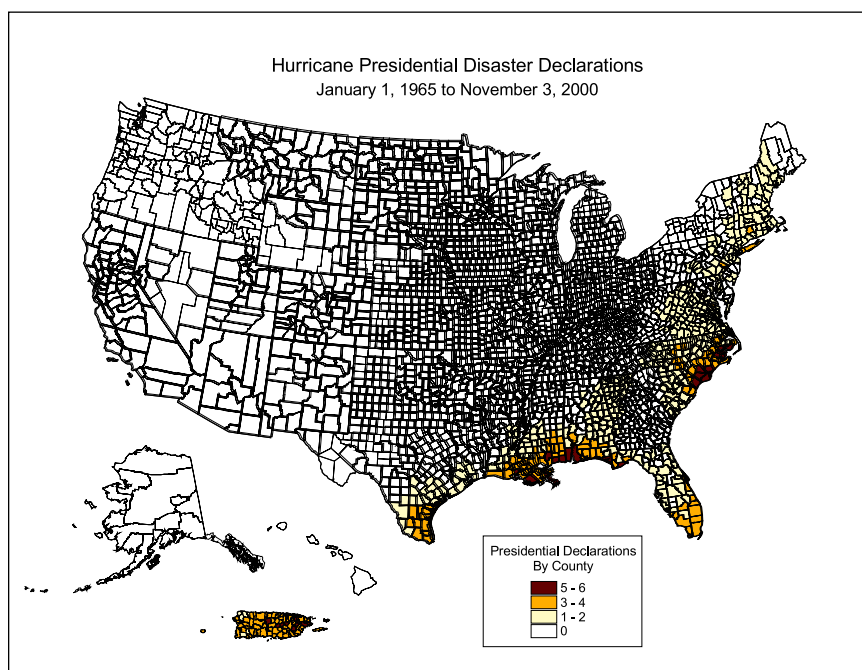 Hurricane Presidential Disaster Declarations
January 1, 1965 to November 3, 2000
Presidential Declarations
By County
5 - 6
3 - 4
1 - 2
0